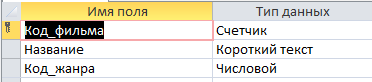 Имя поля Тип данных
Код_фильма Счетчик
Название Короткий текст
Код_жанра Числовой